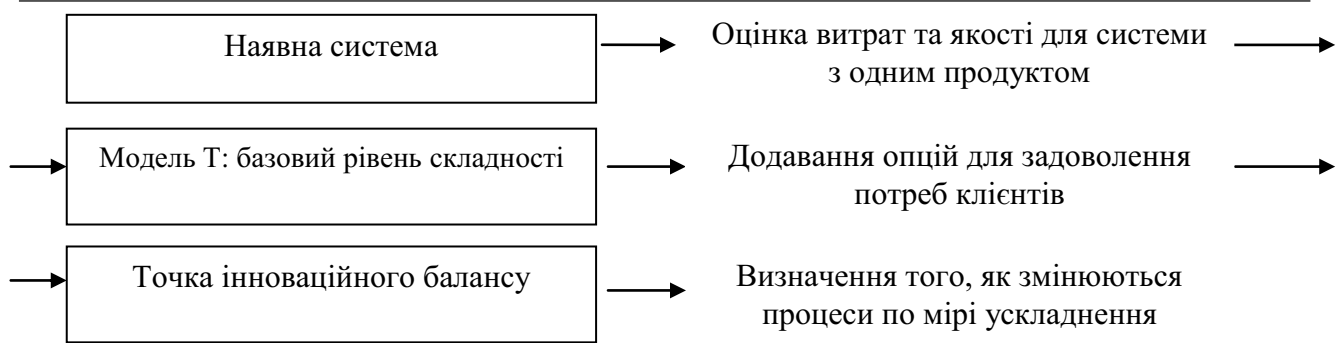 Наявна система
Оцінка витрат та якості для системи
з одним продуктом
Модель Т: базовий рівень складності
Додавання опцій для задоволення
потреб клієнтів
Точка інноваційного балансу
Визначення того, як змінюються
процеси по мірі ускладнення